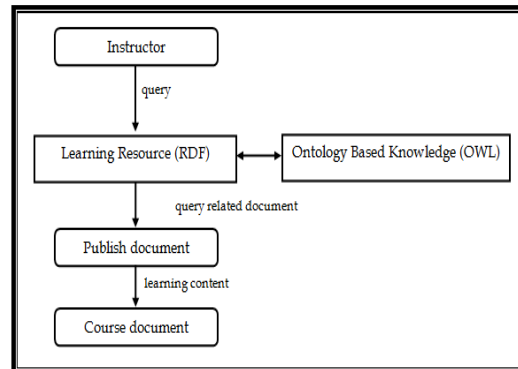 Instructor
query
Learning Resource (RDF)
Ontology Based Knowledge (OWL)
query related document
Publish document
learning content
Course document